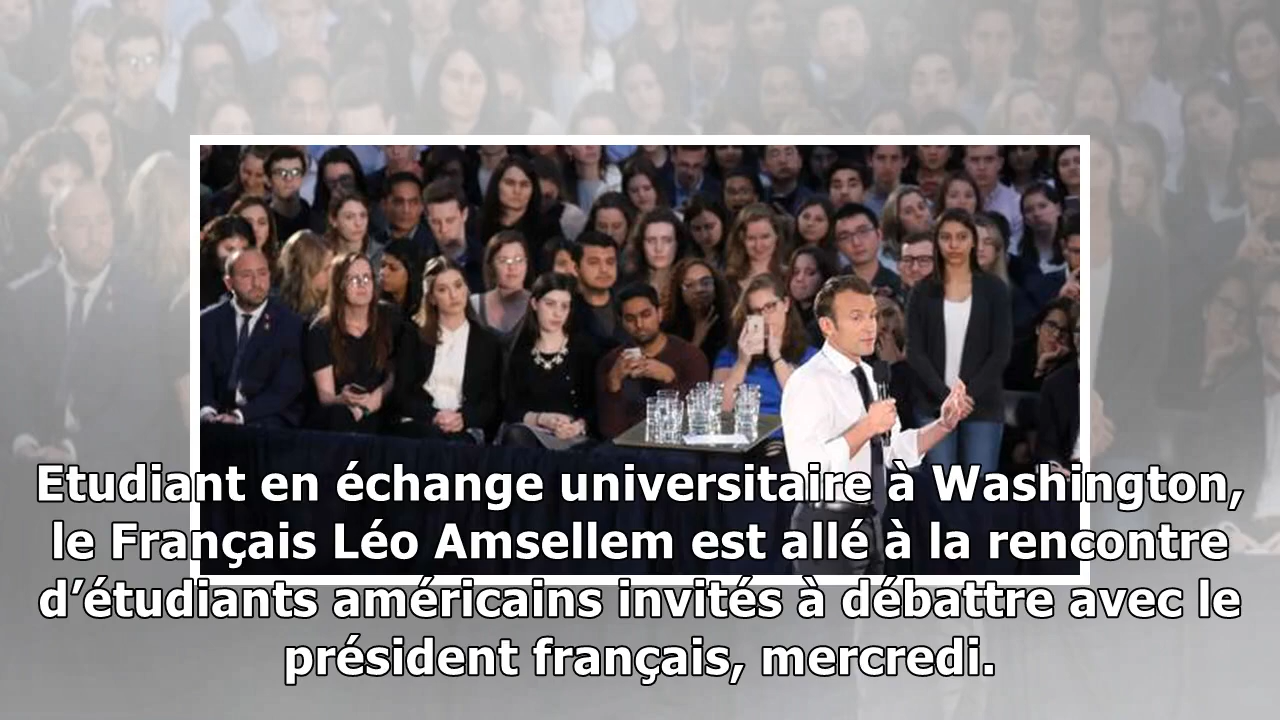 Etudiant en échange universitaire à Washington,
le Français Léo Amsellem est allé à la rencontre
d’étudiants américains invités à débattre avec le
président français, mercredi.